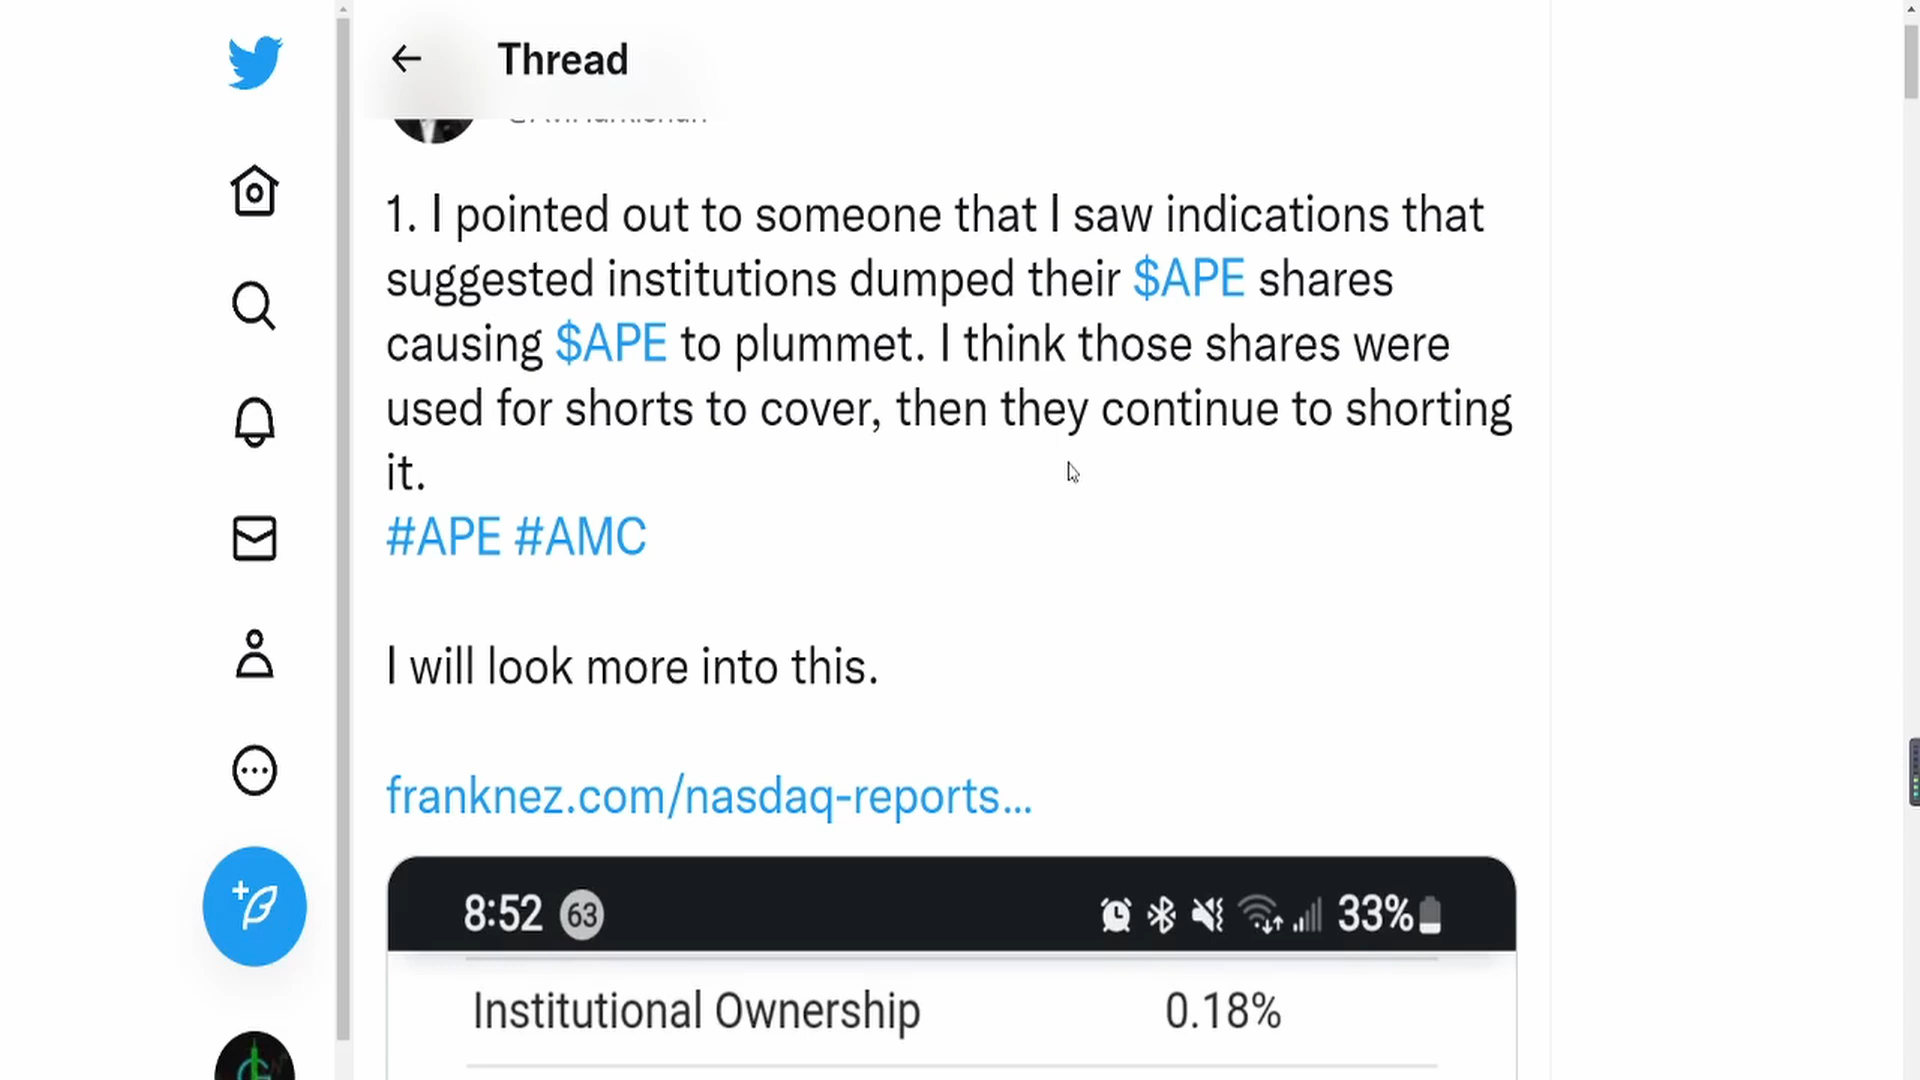 Thread
1. I pointed out to someone that I saw indications that
suggested institutions dumped their $APE shares
causing $APE to plummet. I think those shares were
used for shorts to cover, then they continue to shorting
it.
#APE #AMC
I will look more into this.
franknez.com/nasdaq-reports…
8:52 63 33%
Institutional Ownership 0.18%